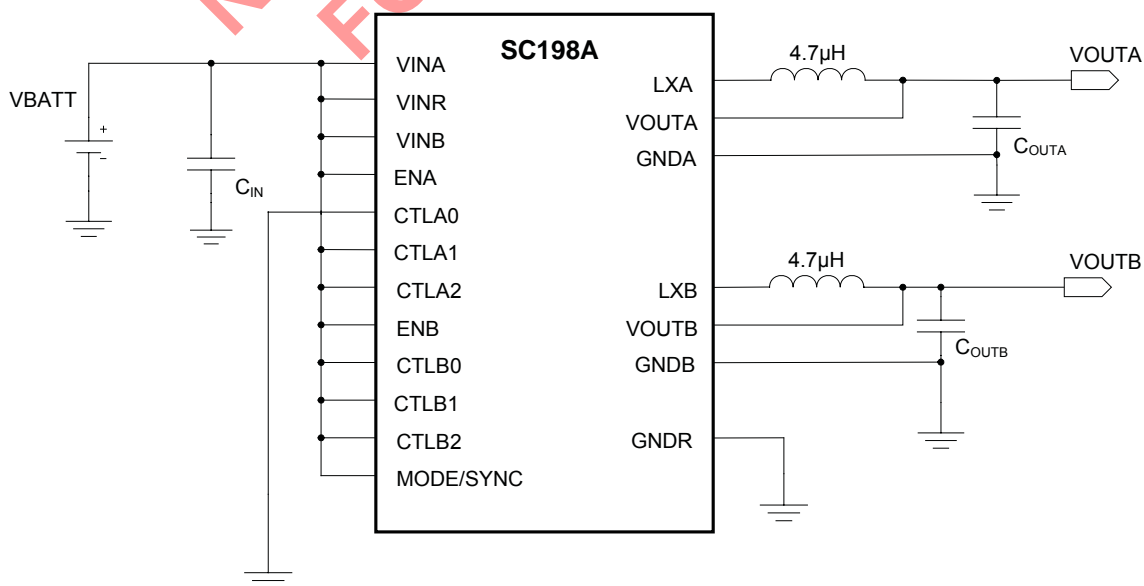 SC198A
VBATT
+
−
C_IN
VINA
VINR
VINB
ENA
CTLA0
CTLA1
CTLA2
ENB
CTLB0
CTLB1
CTLB2
MODE/SYNC
LXA
VOUTA
GNDA
LXB
VOUTB
GNDB
GNDR
4.7µH
VOUTA
C_OUTA
4.7µH
VOUTB
C_OUTB